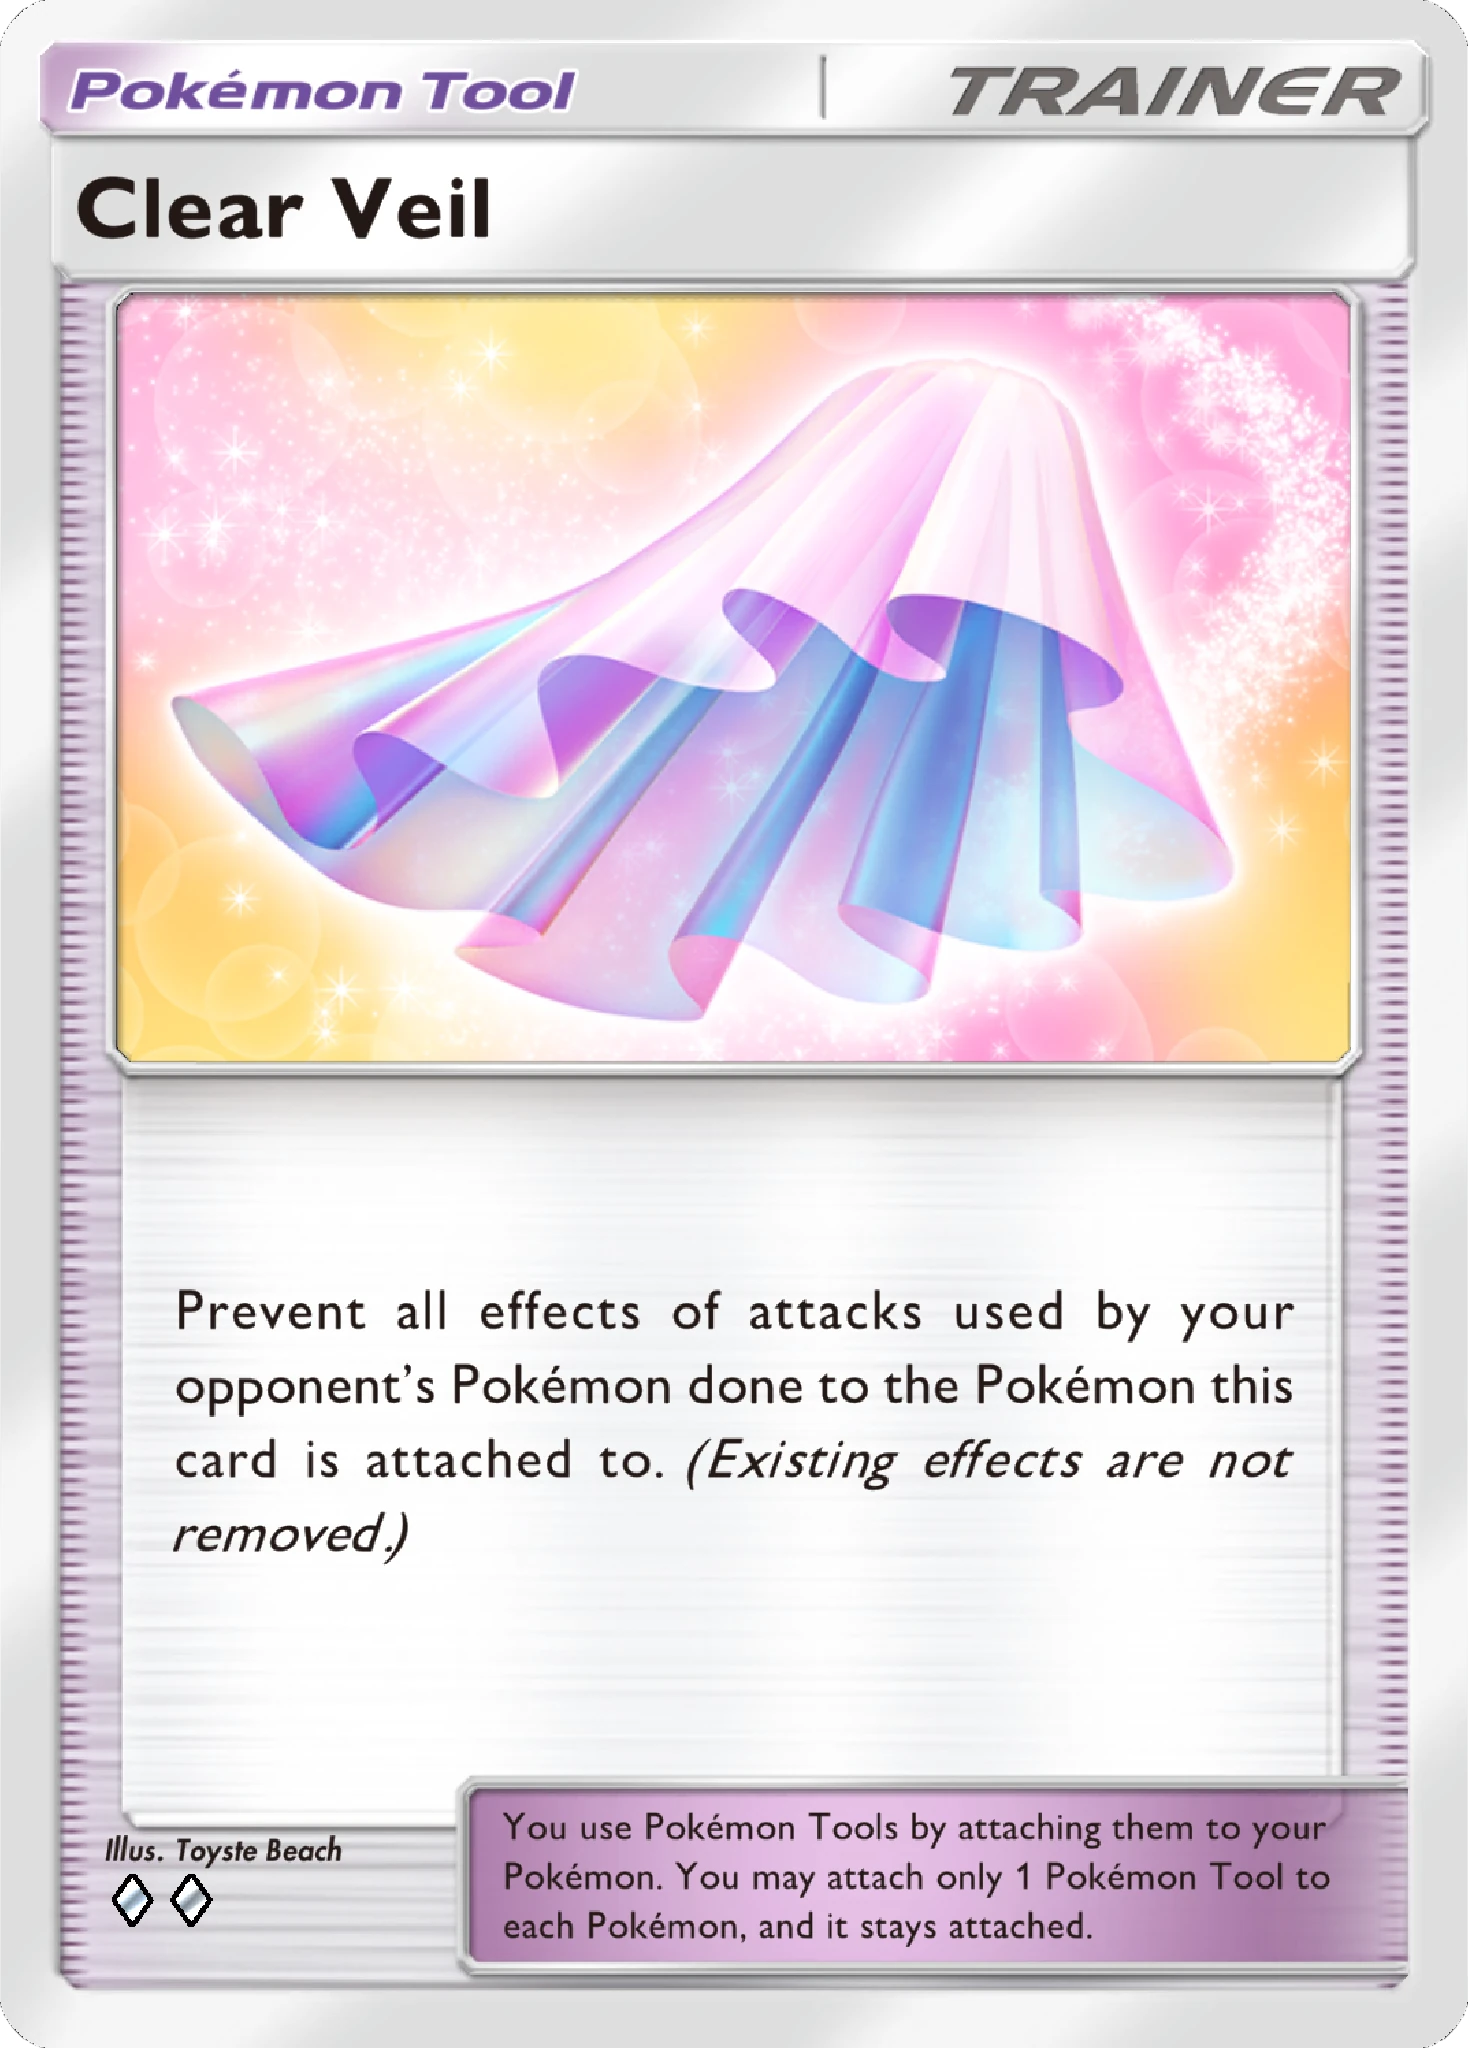 Pokémon Tool
TRAINER
Clear Veil
Prevent all effects of attacks used by your
opponent's Pokémon done to the Pokémon this
card is attached to. (Existing effects are not
removed.)
Illus. Toyste Beach
You use Pokémon Tools by attaching them to your
Pokémon. You may attach only 1 Pokémon Tool to
each Pokémon, and it stays attached.